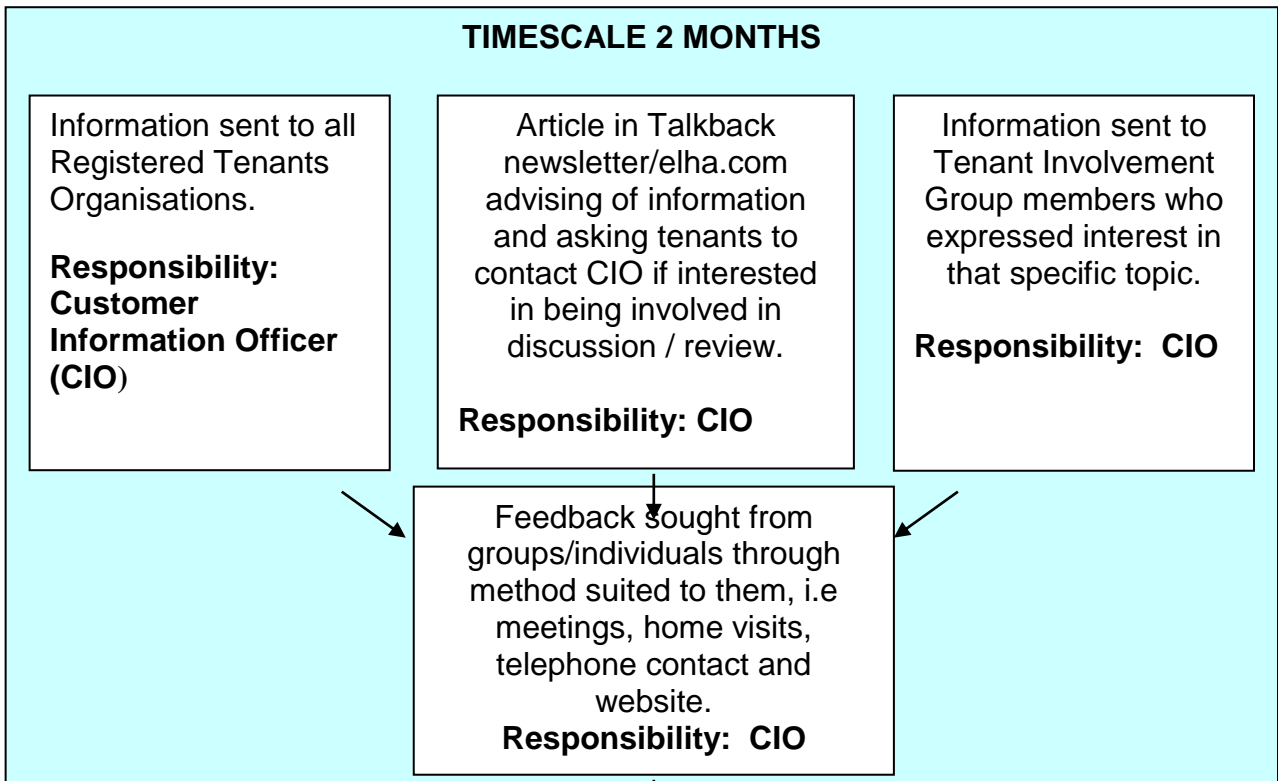 TIMESCALE 2 MONTHS
Information sent to all
Registered Tenants
Organisations.
Responsibility:
Customer
Information Officer
(CIO)
Article in Talkback
newsletter/elha.com
advising of information
and asking tenants to
contact CIO if interested
in being involved in
discussion / review.
Responsibility: CIO
Information sent to
Tenant Involvement
Group members who
expressed interest in
that specific topic.
Responsibility:  CIO
Feedback sought from
groups/individuals through
method suited to them, i.e
meetings, home visits,
telephone contact and
website.
Responsibility:  CIO